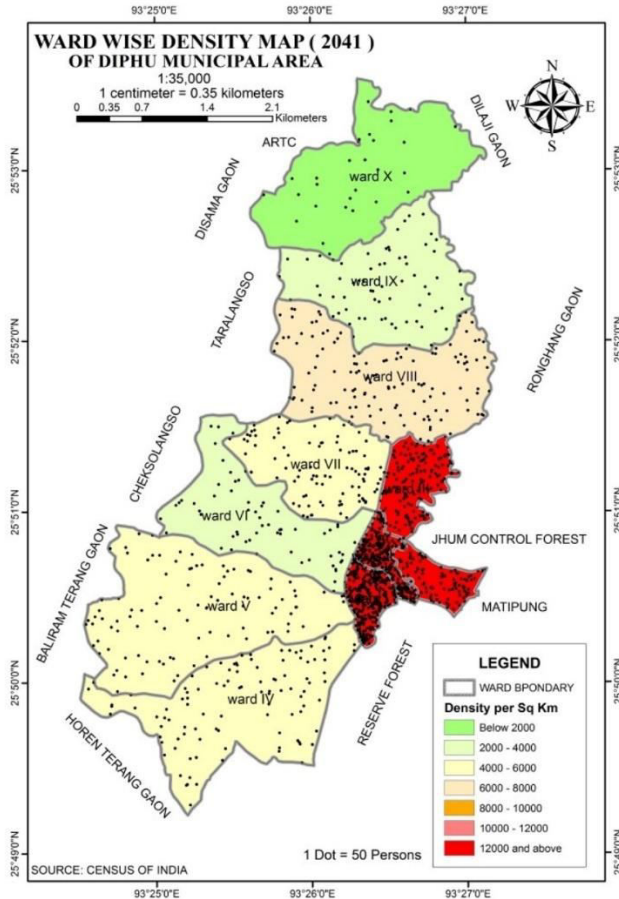 93°25'0"E 93°26'0"E 93°27'0"E
WARD WISE DENSITY MAP ( 2041 )
OF DIPHU MUNICIPAL AREA
1:35,000
1 centimeter = 0.35 kilometers
0 0.35 0.7 1.4 2.1
Kilometers
N
W E
S
ARTC
DILAJI GAON
25°53'0"N 25°53'0"N
ward X
DISAMA GAON
ward IX
TARALANGSO
RONGHANG GAON
25°52'0"N 25°52'0"N
ward VIII
CHEKSOLANGSO
ward VII
25°51'0"N 25°51'0"N
ward VI
JHUM CONTROL FOREST
BALIRAM TERANG GAON
ward V
MATIPUNG
RESERVE FOREST
25°50'0"N 25°50'0"N
ward IV
HOREN TERANG GAON
LEGEND
WARD BPONDARY
Density per Sq Km
Below 2000
2000 - 4000
4000 - 6000
6000 - 8000
8000 - 10000
10000 - 12000
12000 and above
1 Dot = 50 Persons
25°49'0"N 25°49'0"N
SOURCE: CENSUS OF INDIA
93°25'0"E 93°26'0"E 93°27'0"E